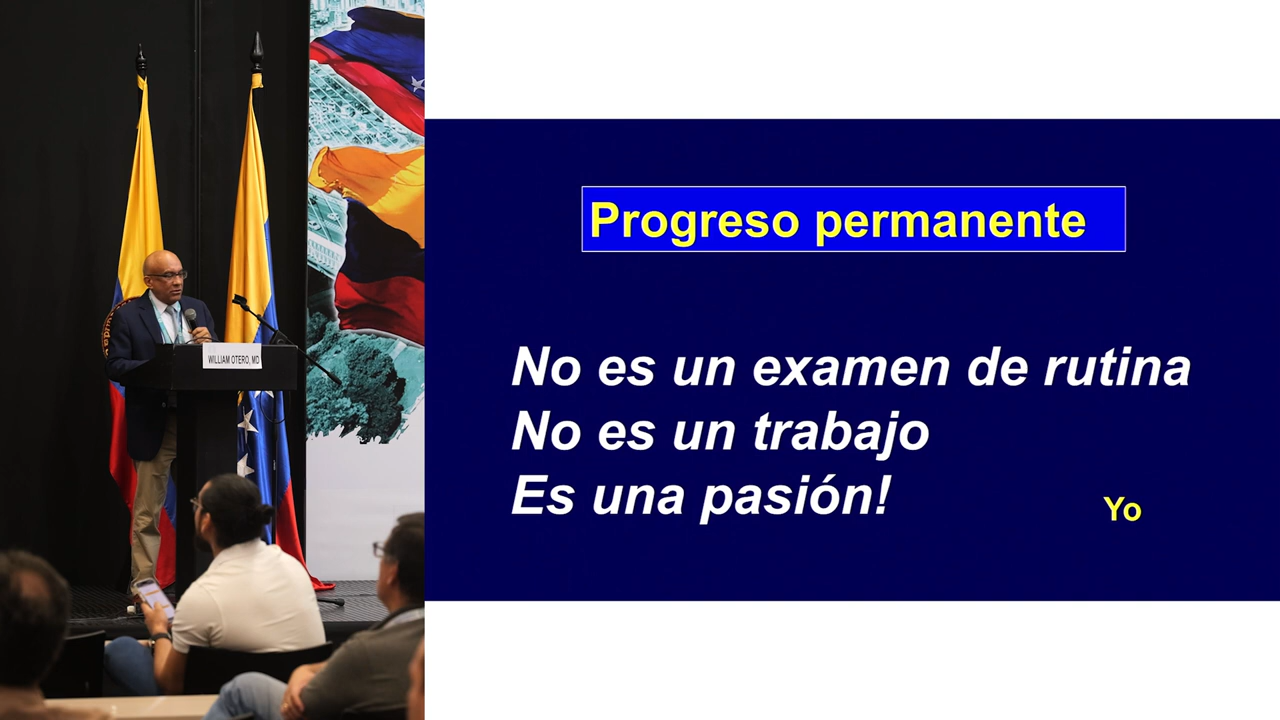 WILLIAM OTERO, MD
Progreso permanente
No es un examen de rutina
No es un trabajo
Es una pasión!
Yo